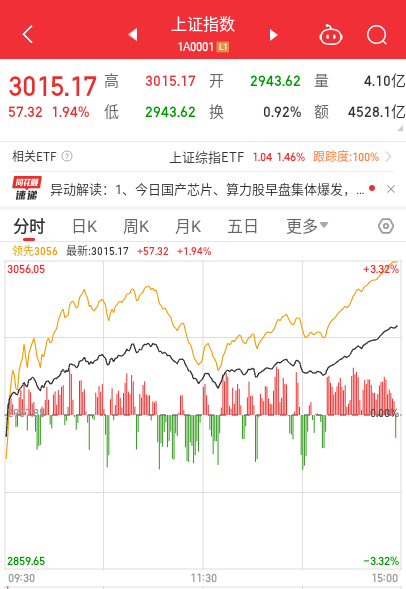 上证指数
1A0001 L1
3015.17 高 3015.17 开 2943.62 量 4.10亿
57.32 1.94% 低 2943.62 换 0.92% 额 4528.1亿
相关ETF ? 上证综指ETF 1.04 1.46% 跟踪度:100%
同花顺
速递
异动解读：1、今日国产芯片、算力股早盘集体爆发，...
分时 日K 周K 月K 五日 更多
领先3056 最新:3015.17 +57.32 +1.94%
3056.05 +3.32%
0.00%
2859.65 -3.32%
09:30 11:30 15:00